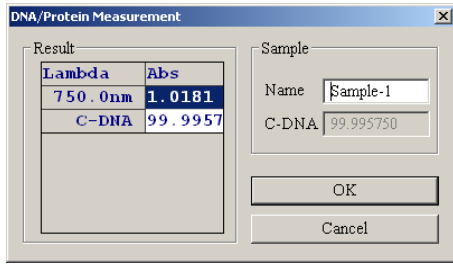 DNA/Protein Measurement
Result
Lambda Abs
750.0nm 1.0181
C-DNA 99.9957
Sample
Name Sample-1
C-DNA 99.995750
OK
Cancel